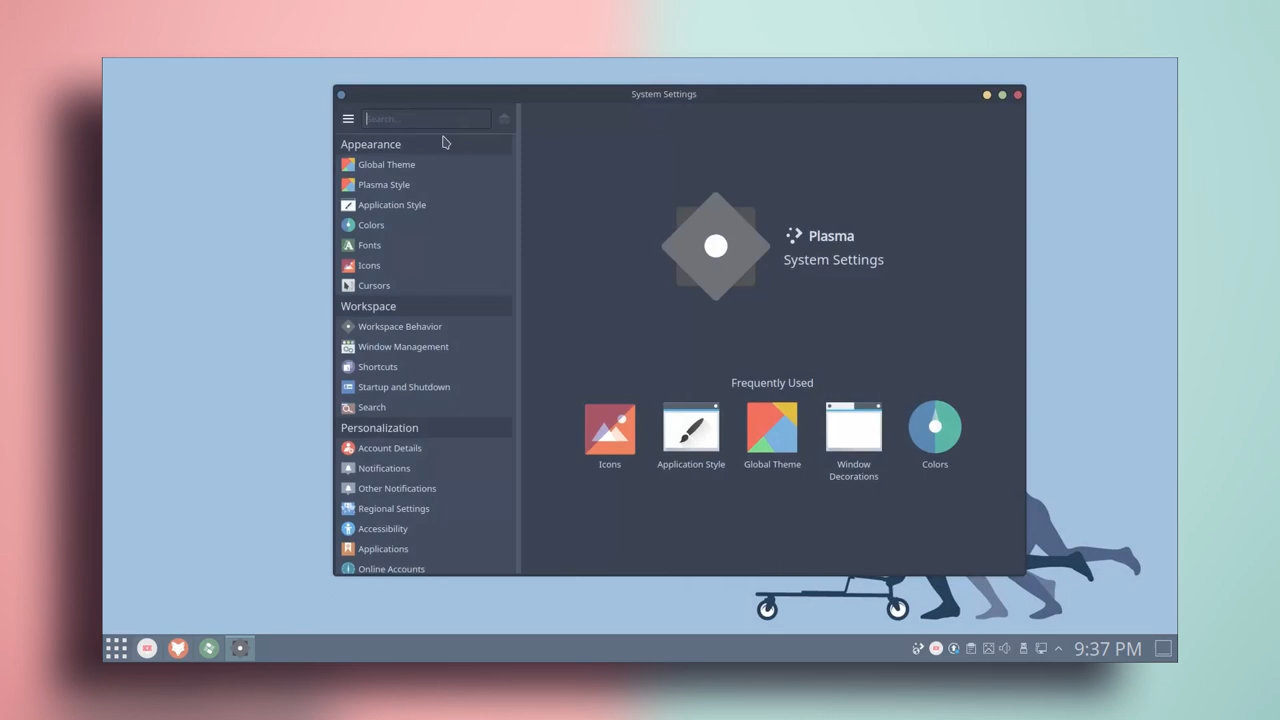 System Settings
Search...
Appearance
Global Theme
Plasma Style
Application Style
Colors
Fonts
Icons
Cursors
Workspace
Workspace Behavior
Window Management
Shortcuts
Startup and Shutdown
Search
Personalization
Account Details
Notifications
Other Notifications
Regional Settings
Accessibility
Applications
Online Accounts
Plasma
System Settings
Frequently Used
Icons
Application Style
Global Theme
Window
Decorations
Colors
9:37 PM